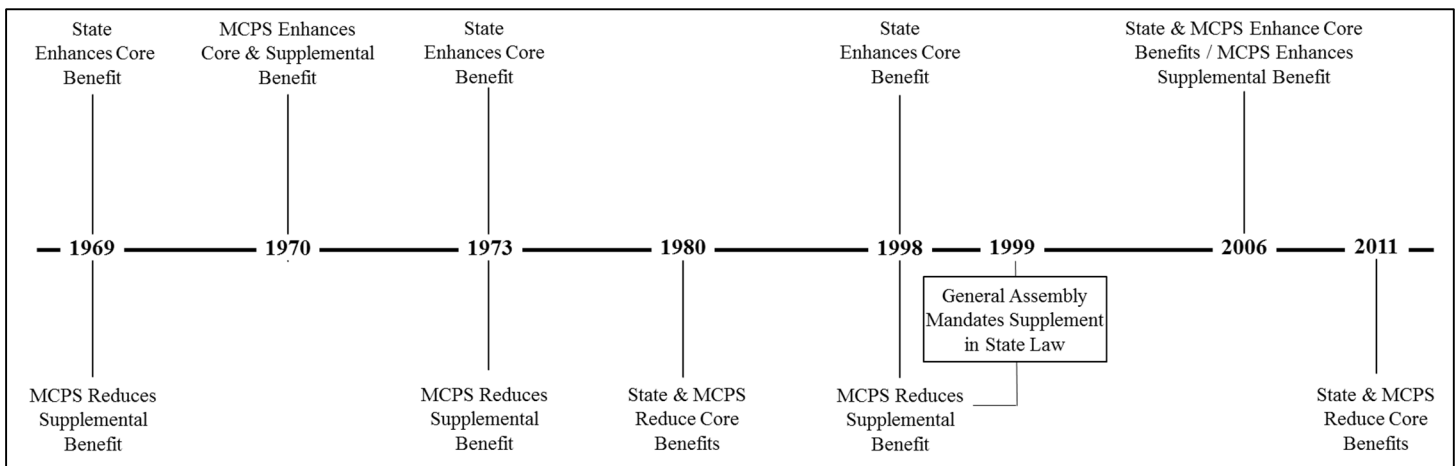 State
Enhances Core
Benefit
MCPS Enhances
Core & Supplemental
Benefit
State
Enhances Core
Benefit
State
Enhances Core
Benefit
State & MCPS Enhance Core
Benefits / MCPS Enhances
Supplemental Benefit
1969
1970
1973
1980
1998
1999
2006
2011
General Assembly
Mandates Supplement
in State Law
MCPS Reduces
Supplemental
Benefit
MCPS Reduces
Supplemental
Benefit
State & MCPS
Reduce Core
Benefits
MCPS Reduces
Supplemental
Benefit
State & MCPS
Reduce Core
Benefits